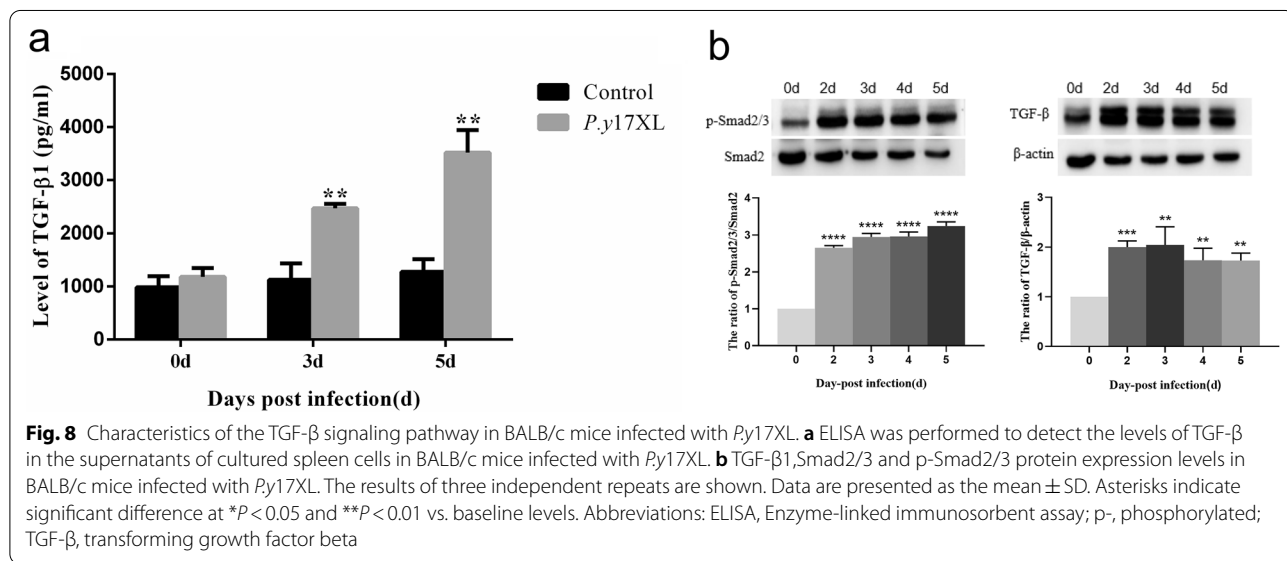 a
5000
4000
3000
2000
1000
0
Level of TGF-β1 (pg/ml)
Control
P.y17XL
**
**
0d 3d 5d
Days post infection(d)
b
0d 2d 3d 4d 5d
p-Smad2/3
Smad2
4
3
2
1
0
The ratio of p-Smad2/3/Smad2
**** **** **** ****
0 2 3 4 5
Day-post infection(d)
0d 2d 3d 4d 5d
TGF-β
β-actin
3
2
1
0
The ratio of TGF-β/β-actin
*** ** ** **
0 2 3 4 5
Day-post infection(d)
Fig. 8 Characteristics of the TGF-β signaling pathway in BALB/c mice infected with P.y17XL. a ELISA was performed to detect the levels of TGF-β
in the supernatants of cultured spleen cells in BALB/c mice infected with P.y17XL. b TGF-β1,Smad2/3 and p-Smad2/3 protein expression levels in
BALB/c mice infected with P.y17XL. The results of three independent repeats are shown. Data are presented as the mean ± SD. Asterisks indicate
significant difference at *P < 0.05 and **P < 0.01 vs. baseline levels. Abbreviations: ELISA, Enzyme-linked immunosorbent assay; p-, phosphorylated;
TGF-β, transforming growth factor beta